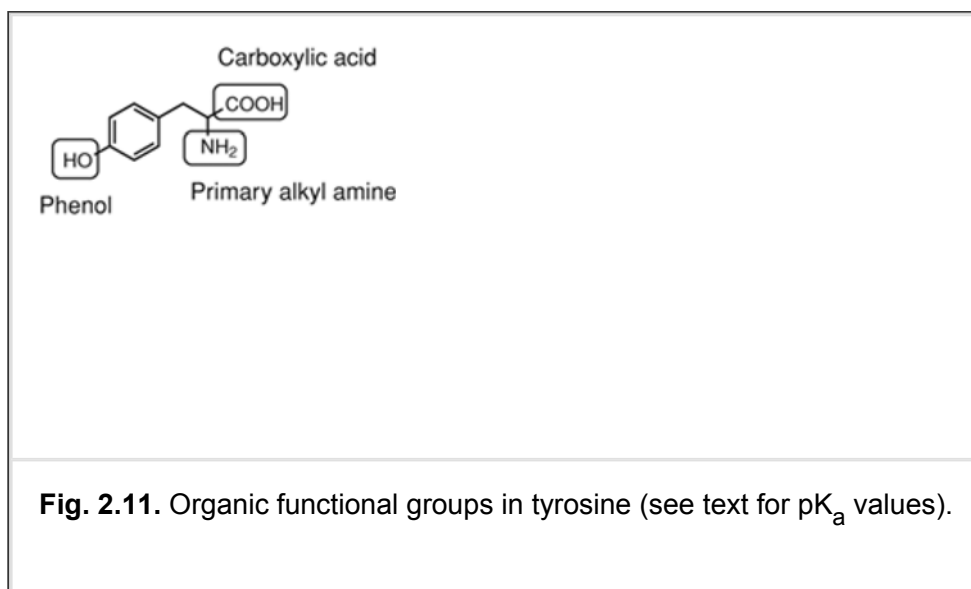 Carboxylic acid
COOH
HO
NH₂
Primary alkyl amine
Phenol
Fig. 2.11. Organic functional groups in tyrosine (see text for pKₐ values).